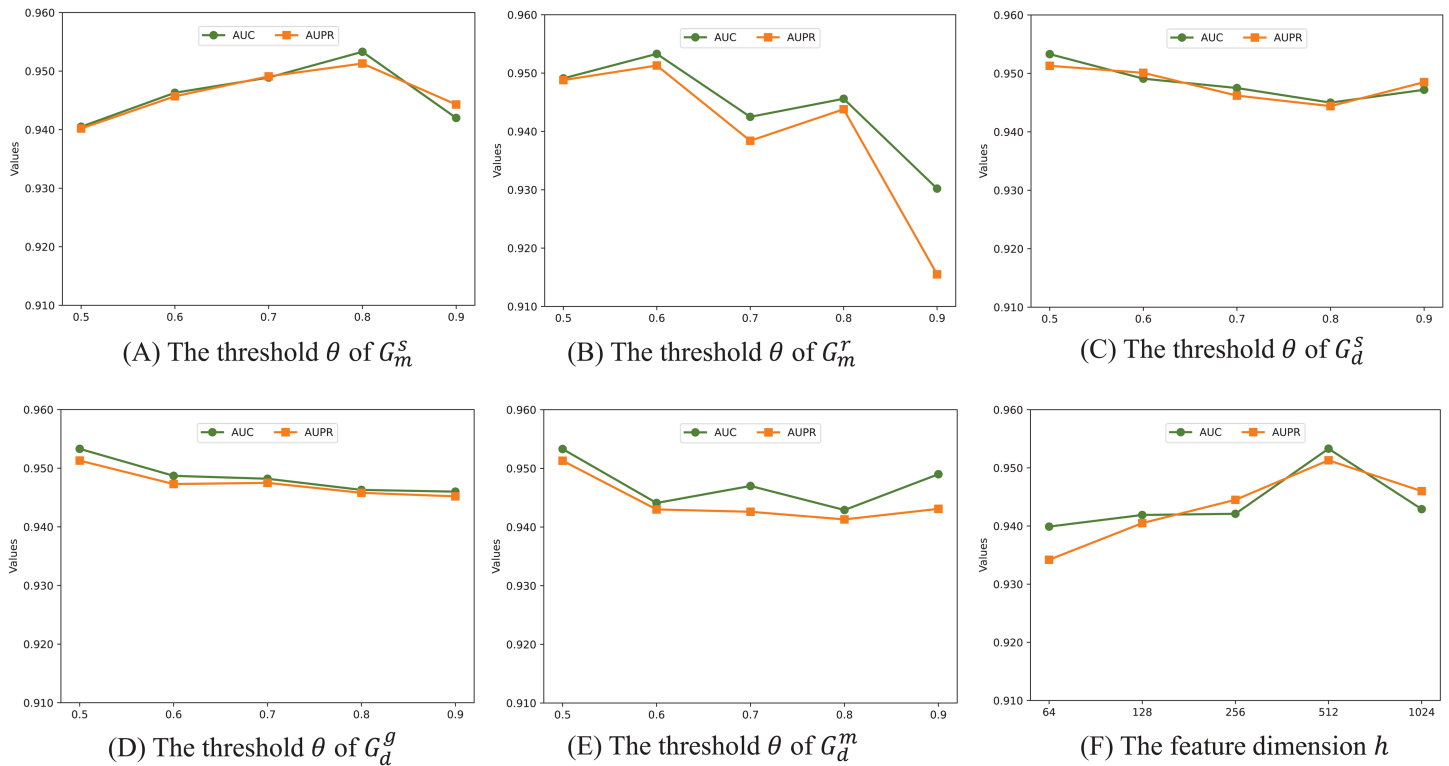 0.960
0.950
0.940
0.930
0.920
0.910
Values
AUC AUPR
0.5 0.6 0.7 0.8 0.9
(A) The threshold θ of G_m^s
0.960
0.950
0.940
0.930
0.920
0.910
Values
AUC AUPR
0.5 0.6 0.7 0.8 0.9
(B) The threshold θ of G_m^r
0.960
0.950
0.940
0.930
0.920
0.910
Values
AUC AUPR
0.5 0.6 0.7 0.8 0.9
(C) The threshold θ of G_d^s
0.960
0.950
0.940
0.930
0.920
0.910
Values
AUC AUPR
0.5 0.6 0.7 0.8 0.9
(D) The threshold θ of G_d^g
0.960
0.950
0.940
0.930
0.920
0.910
Values
AUC AUPR
0.5 0.6 0.7 0.8 0.9
(E) The threshold θ of G_d^m
0.960
0.950
0.940
0.930
0.920
0.910
Values
AUC AUPR
64 128 256 512 1024
(F) The feature dimension h